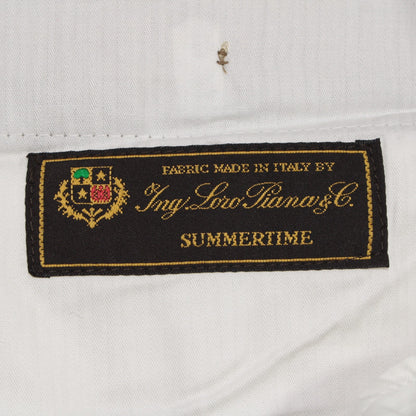 FABRIC MADE IN ITALY BY
Ing. Loro Piana & C.
SUMMERTIME